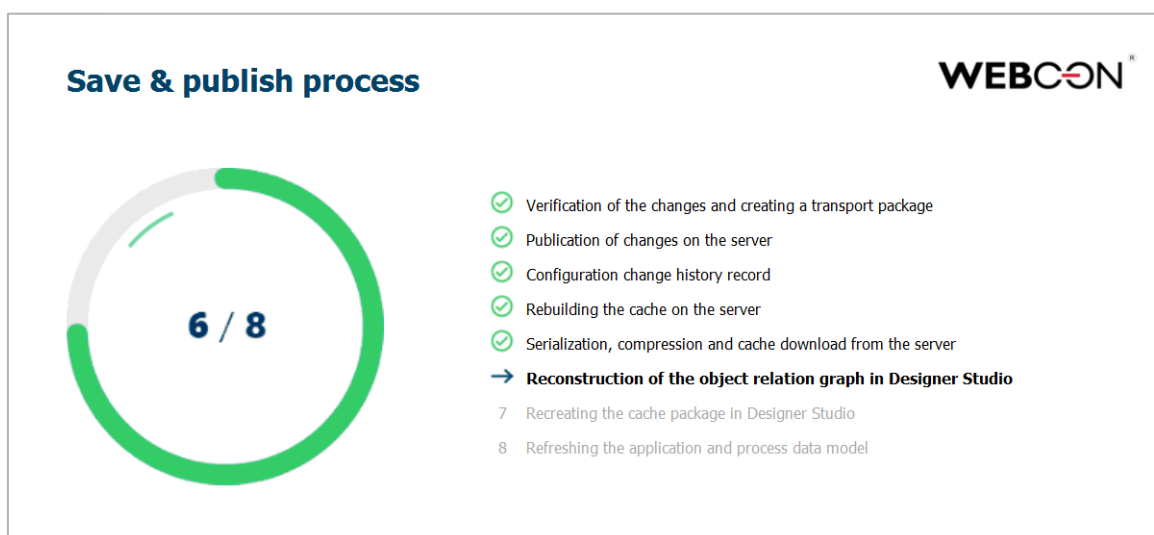 Save & publish process
WEBCON®
6 / 8
Verification of the changes and creating a transport package
Publication of changes on the server
Configuration change history record
Rebuilding the cache on the server
Serialization, compression and cache download from the server
Reconstruction of the object relation graph in Designer Studio
7 Recreating the cache package in Designer Studio
8 Refreshing the application and process data model